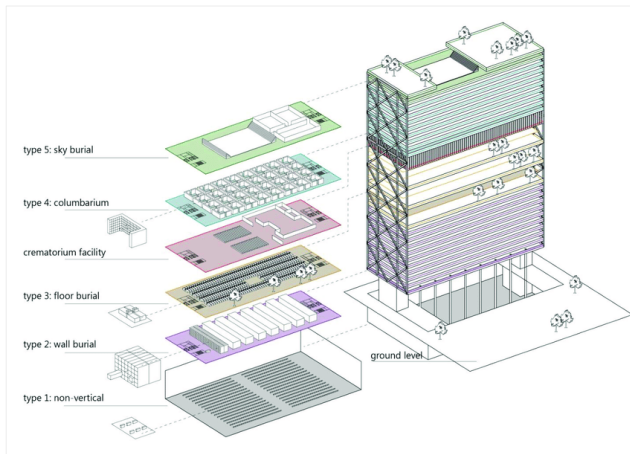 type 5: sky burial
type 4: columbarium
crematorium facility
type 3: floor burial
type 2: wall burial
ground level
type 1: non-vertical